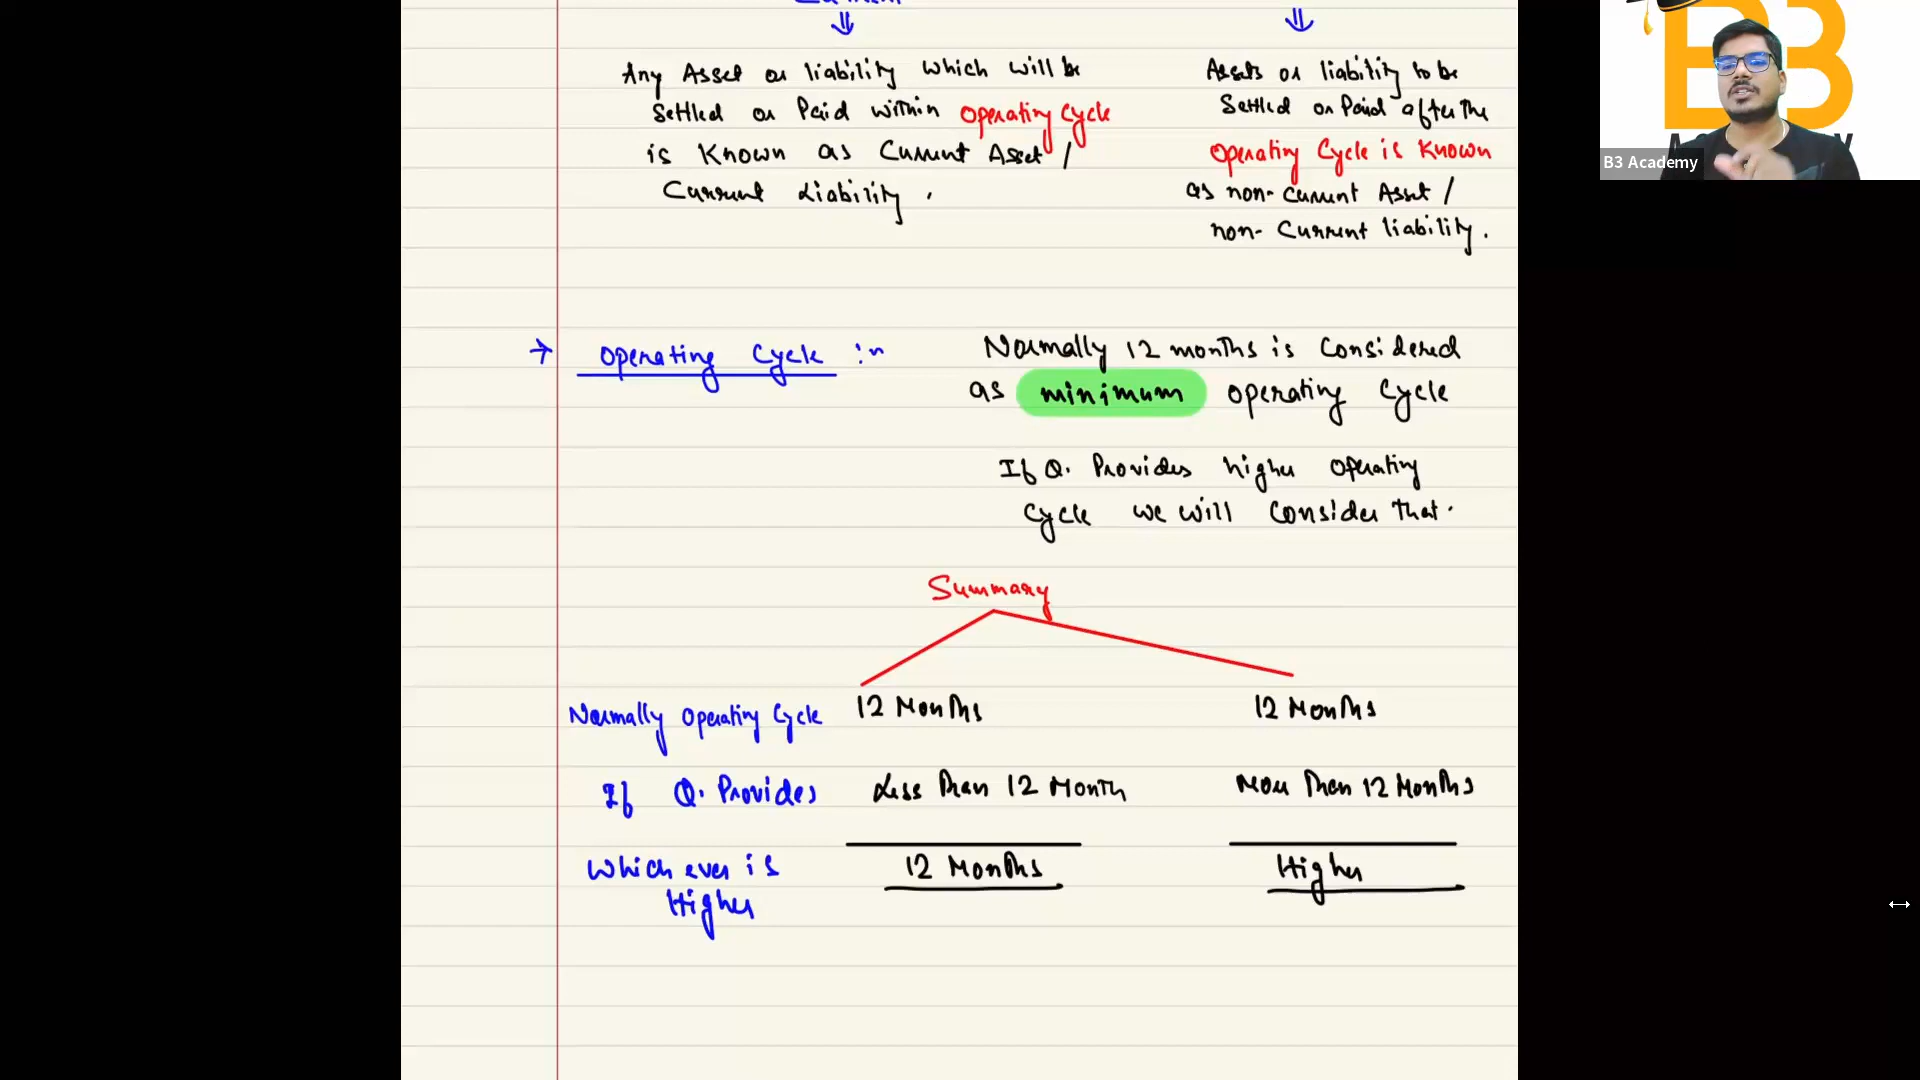 Any Asset or liability which will be
Settled or Paid within Operating Cycle
is Known as Current Asset /
Current Liability.
Assets or liability to be
Settled or Paid after the
Operating Cycle is Known
as non-Current Asset /
non-Current liability.
→ Operating Cycle :-
Normally 12 months is Considered
as minimum operating Cycle
If Q. Provides higher operating
Cycle we will Consider that.
Summary
Normally Operating Cycle 12 Months 12 Months
If Q. Provides Less than 12 Month More than 12 Months
Which ever is 12 Months Higher
Higher
B3
B3 Academy